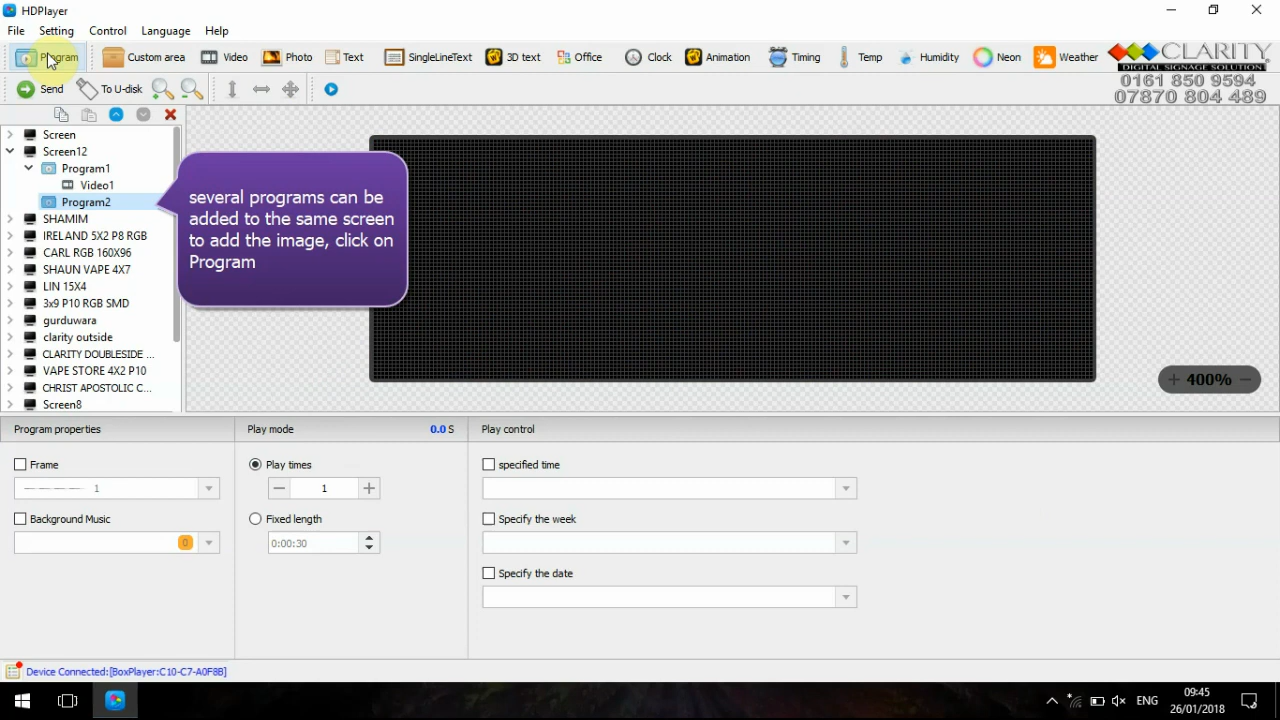 HDPlayer
File Setting Control Language Help
Program Custom area Video Photo Text SingleLineText 3D text Office Clock Animation Timing Temp Humidity Neon Weather
CLARITY
DIGITAL SIGNAGE SOLUTION
0161 850 9594
07870 804 489
Send To U-disk
Screen
Screen12
Program1
Video1
Program2
SHAMIM
IRELAND 5X2 P8 RGB
CARL RGB 160X96
SHAUN VAPE 4X7
LIN 15X4
3x9 P10 RGB SMD
gurduwara
clarity outside
CLARITY DOUBLESIDE ...
VAPE STORE 4X2 P10
CHRIST APOSTOLIC C...
Screen8
several programs can be
added to the same screen
to add the image, click on
Program
400%
Program properties
Frame
1
Background Music
0
Play mode 0.0 S
Play times
1
Fixed length
0:00:30
Play control
specified time
Specify the week
Specify the date
Device Connected:[BoxPlayer:C10-C7-A0F8B]
ENG
09:45
26/01/2018